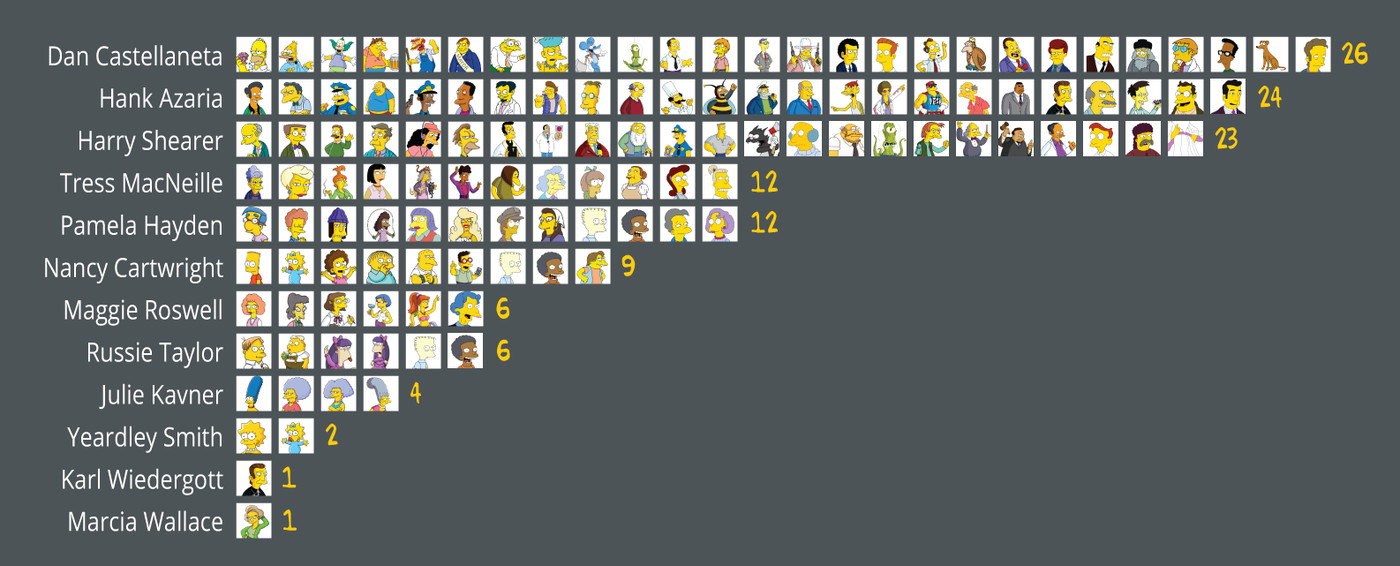 Dan Castellaneta 26
Hank Azaria 24
Harry Shearer 23
Tress MacNeille 12
Pamela Hayden 12
Nancy Cartwright 9
Maggie Roswell 6
Russie Taylor 6
Julie Kavner 4
Yeardley Smith 2
Karl Wiedergott 1
Marcia Wallace 1